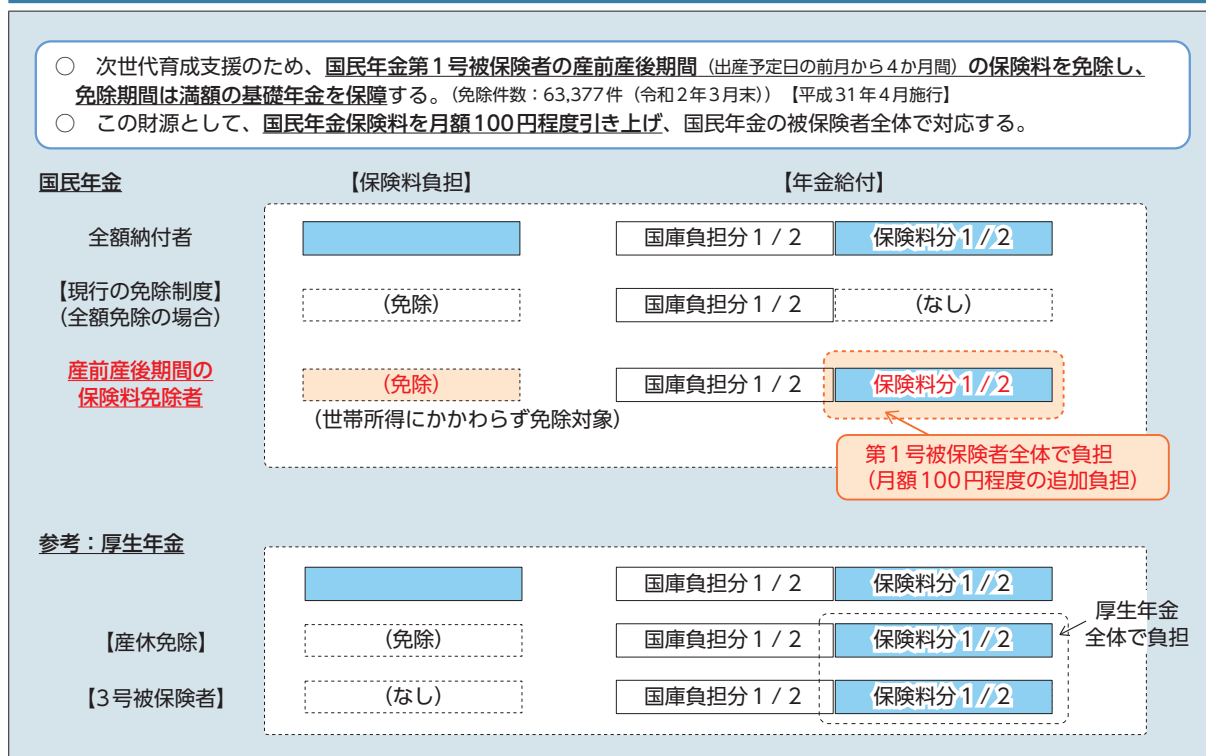 ○ 次世代育成支援のため、国民年金第1号被保険者の産前産後期間(出産予定日の前月から4か月間)の保険料を免除し、
免除期間は満額の基礎年金を保障する。(免除件数:63,377件(令和2年3月末))【平成31年4月施行】
○ この財源として、国民年金保険料を月額100円程度引き上げ、国民年金の被保険者全体で対応する。
国民年金 【保険料負担】 【年金給付】
全額納付者 国庫負担分1/2 保険料分1/2
【現行の免除制度】
(全額免除の場合) (免除) 国庫負担分1/2 (なし)
産前産後期間の
保険料免除者 (免除) 国庫負担分1/2 保険料分1/2
(世帯所得にかかわらず免除対象)
第1号被保険者全体で負担
(月額100円程度の追加負担)
参考:厚生年金
国庫負担分1/2 保険料分1/2
厚生年金
全体で負担
【産休免除】 (免除) 国庫負担分1/2 保険料分1/2
【3号被保険者】 (なし) 国庫負担分1/2 保険料分1/2